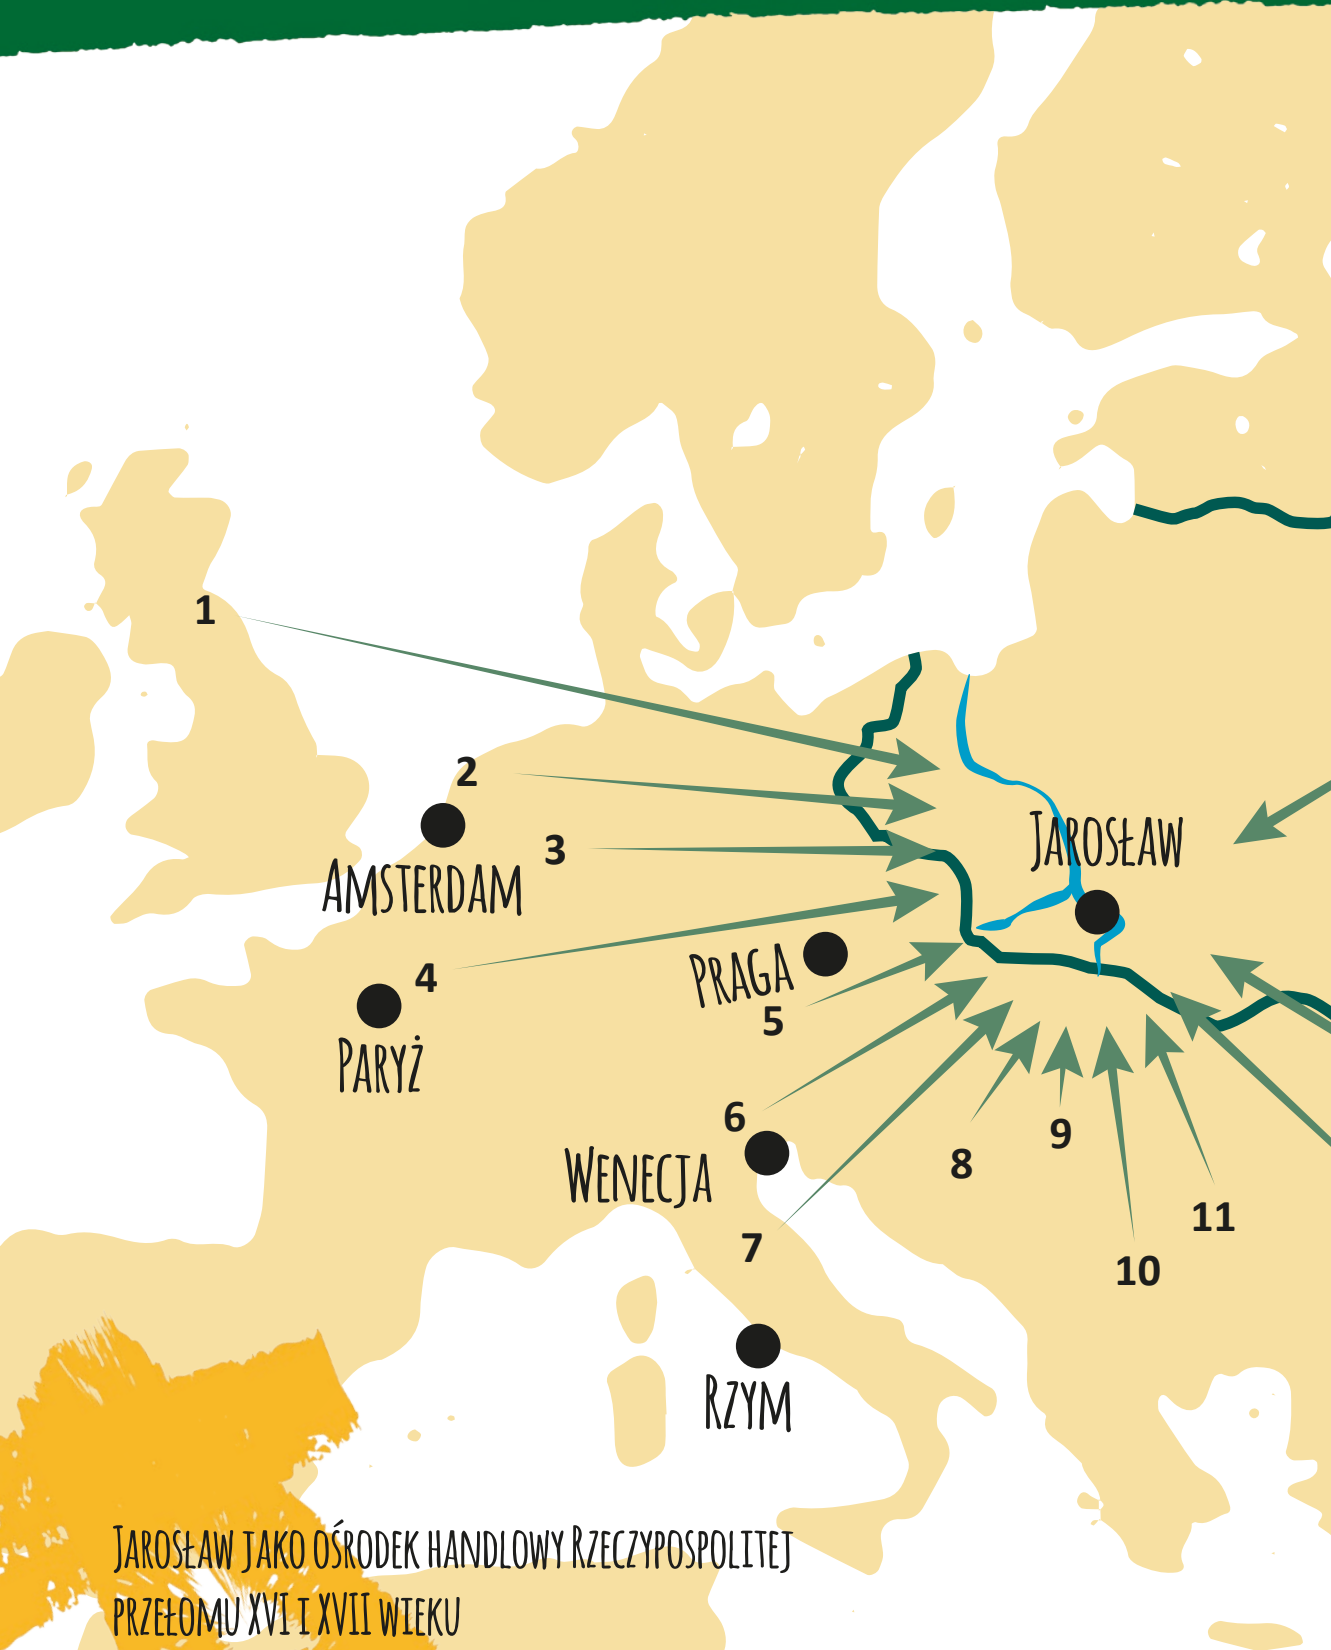 1
2
JAROSŁAW
3
AMSTERDAM
PRAGA
4
5
PARYŻ
6
9
8
WENECJA
11
7
10
RZYM
JAROSŁAW JAKO OŚRODEK HANDLOWY RZECZYPOSPOLITEJ
PRZEŁOMU XVI I XVII WIEKU